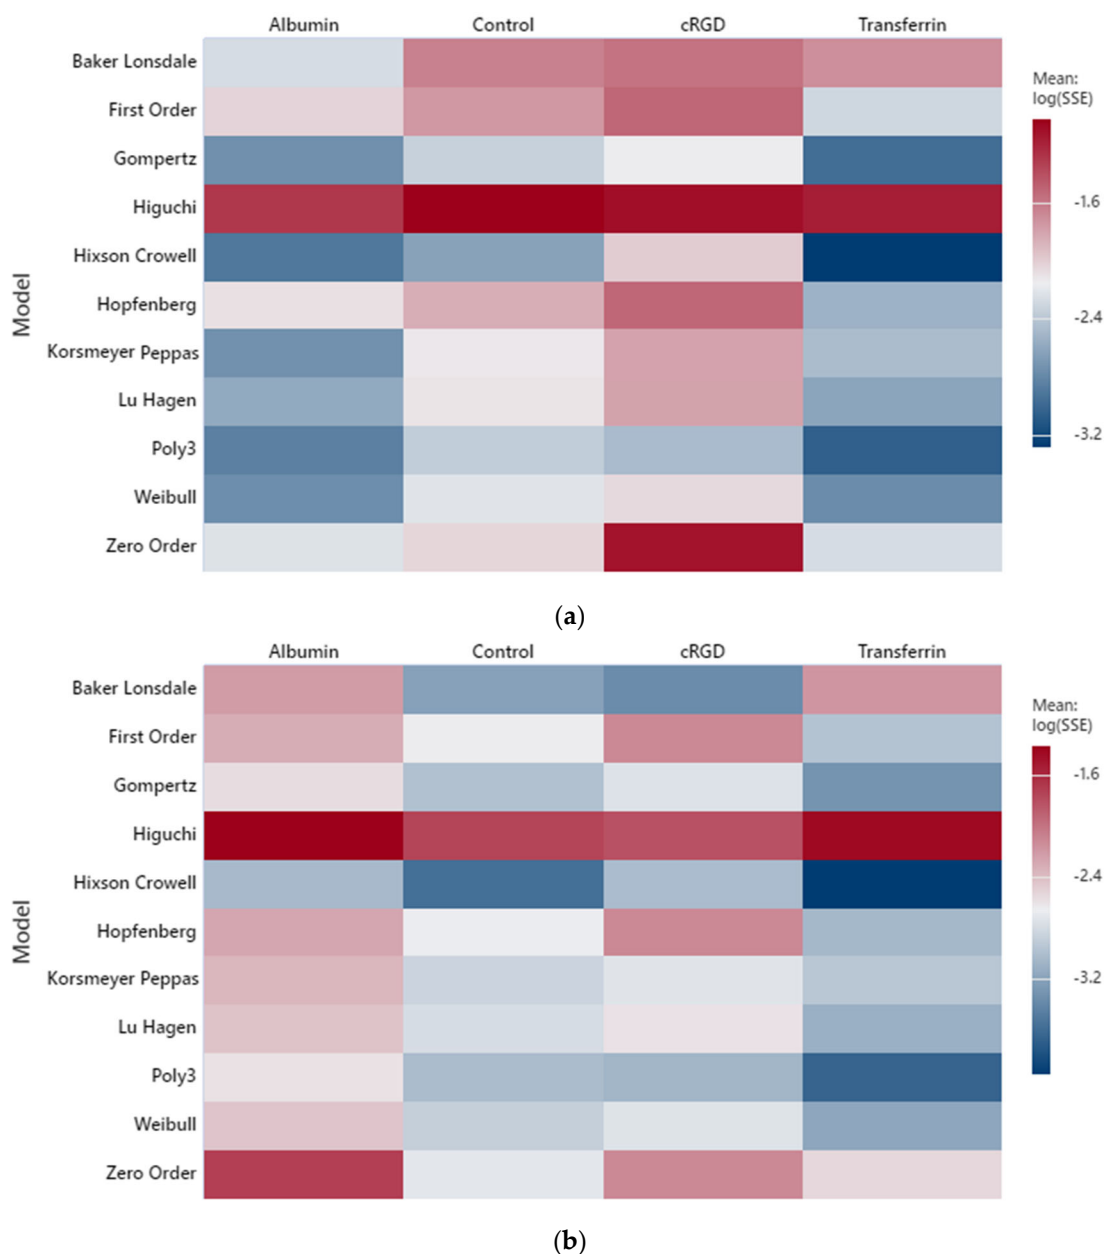 Albumin Control cRGD Transferrin
Baker Lonsdale
First Order
Gompertz
Higuchi
Hixson Crowell
Hopfenberg
Korsmeyer Peppas
Lu Hagen
Poly3
Weibull
Zero Order
Model
Mean:
log(SSE)
-1.6
-2.4
-3.2
(a)
Albumin Control cRGD Transferrin
Baker Lonsdale
First Order
Gompertz
Higuchi
Hixson Crowell
Hopfenberg
Korsmeyer Peppas
Lu Hagen
Poly3
Weibull
Zero Order
Model
Mean:
log(SSE)
-1.6
-2.4
-3.2
(b)